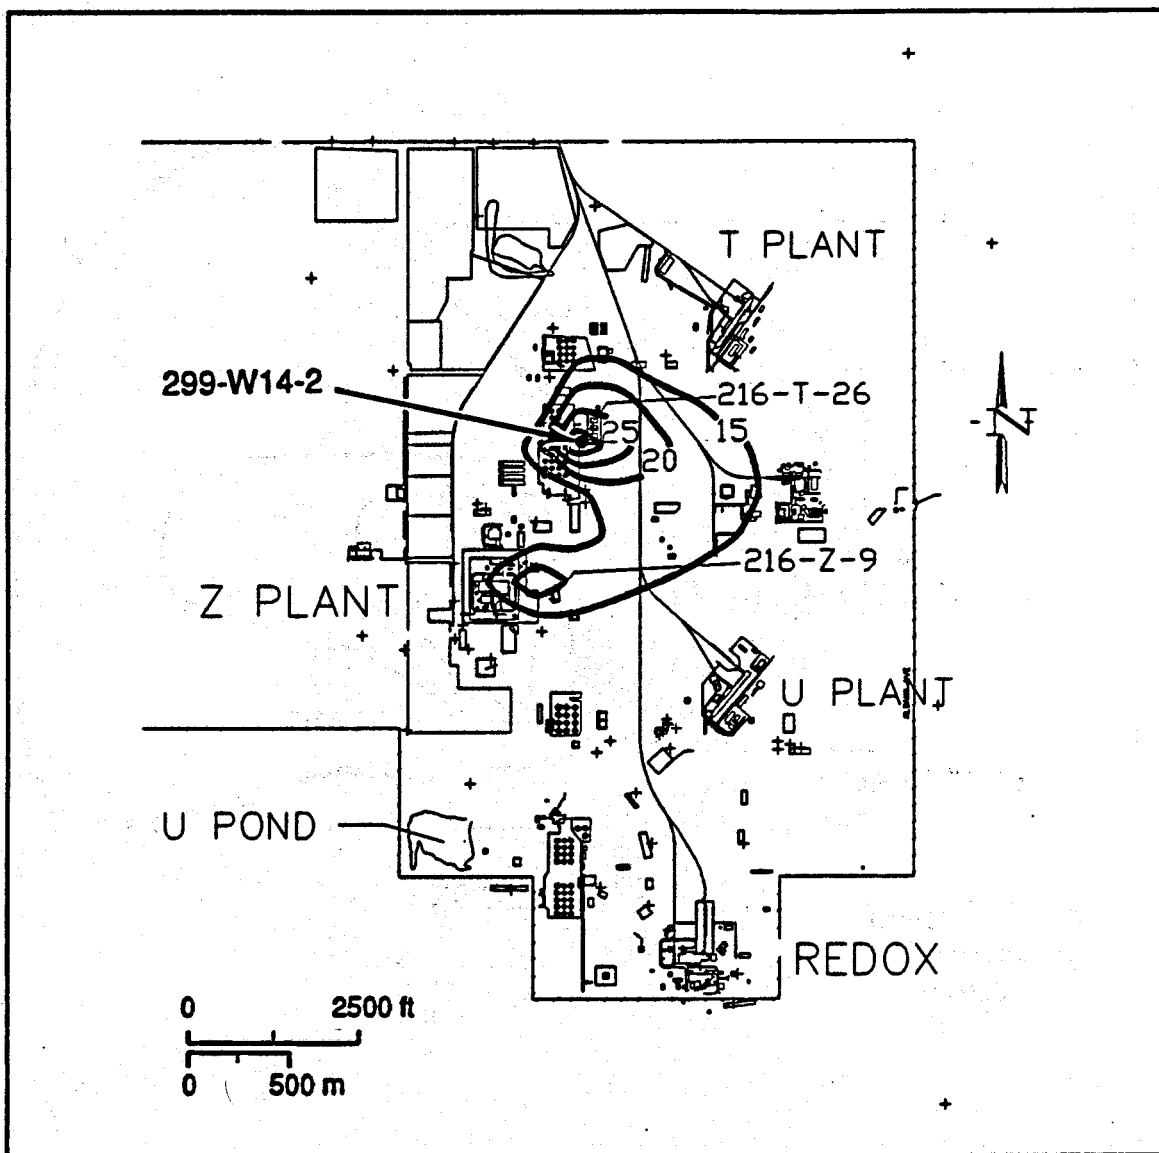 T PLANT
299-W14-2
216-T-26
25
15
20
216-Z-9
Z PLANT
U PLANT
U POND
REDOX
0
2500 ft
0
500 m
N